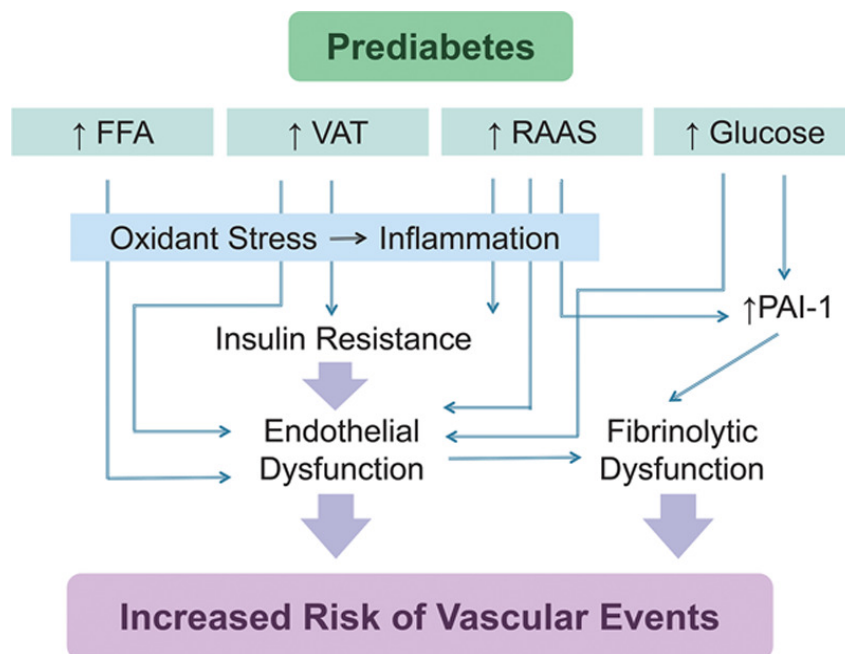 Prediabetes
↑ FFA
↑ VAT
↑ RAAS
↑ Glucose
Oxidant Stress → Inflammation
↑PAI-1
Insulin Resistance
Endothelial
Dysfunction
Fibrinolytic
Dysfunction
Increased Risk of Vascular Events